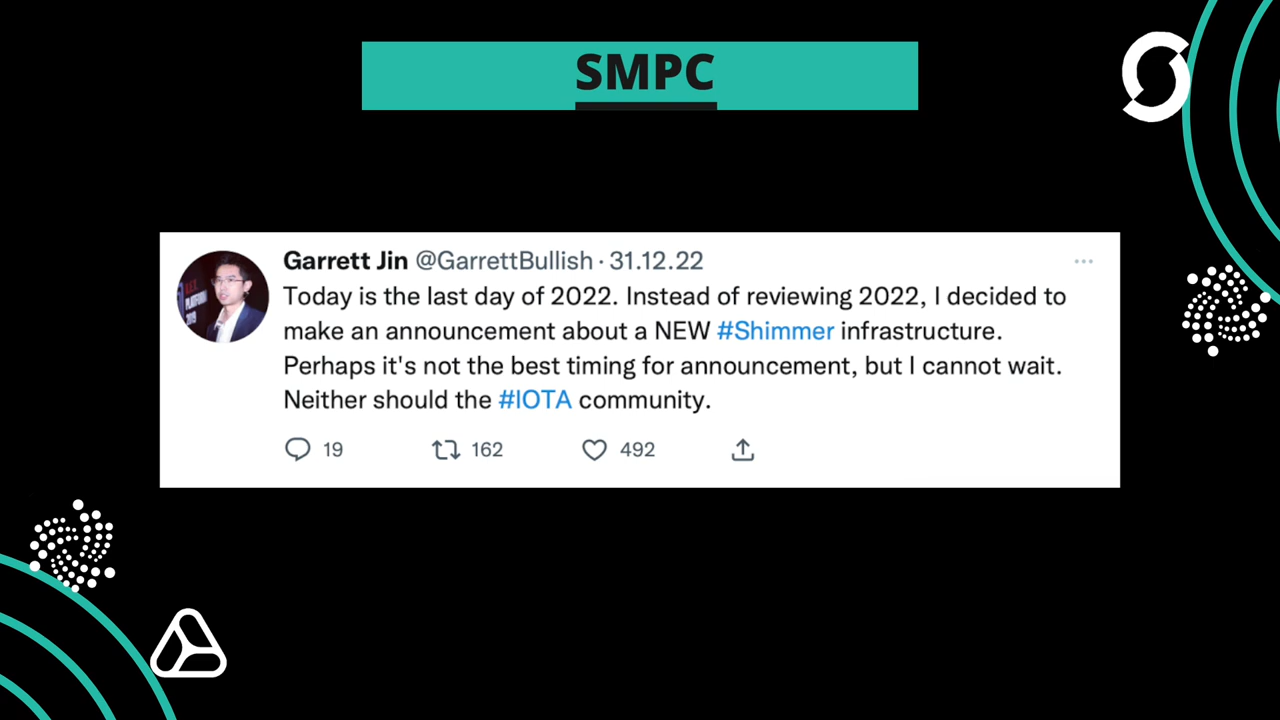 SMPC
Garrett Jin @GarrettBullish · 31.12.22
Today is the last day of 2022. Instead of reviewing 2022, I decided to
make an announcement about a NEW #Shimmer infrastructure.
Perhaps it's not the best timing for announcement, but I cannot wait.
Neither should the #IOTA community.
19 162 492